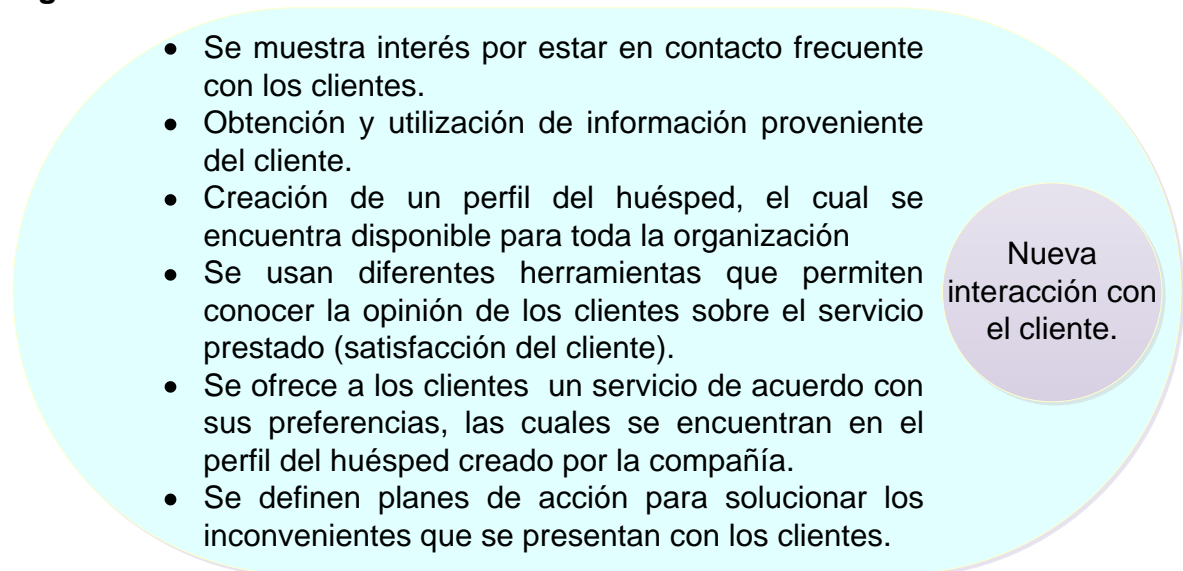 • Se muestra interés por estar en contacto frecuente
con los clientes.
• Obtención y utilización de información proveniente
del cliente.
• Creación de un perfil del huésped, el cual se
encuentra disponible para toda la organización
• Se usan diferentes herramientas que permiten
conocer la opinión de los clientes sobre el servicio
prestado (satisfacción del cliente).
• Se ofrece a los clientes un servicio de acuerdo con
sus preferencias, las cuales se encuentran en el
perfil del huésped creado por la compañía.
• Se definen planes de acción para solucionar los
inconvenientes que se presentan con los clientes.
Nueva
interacción con
el cliente.